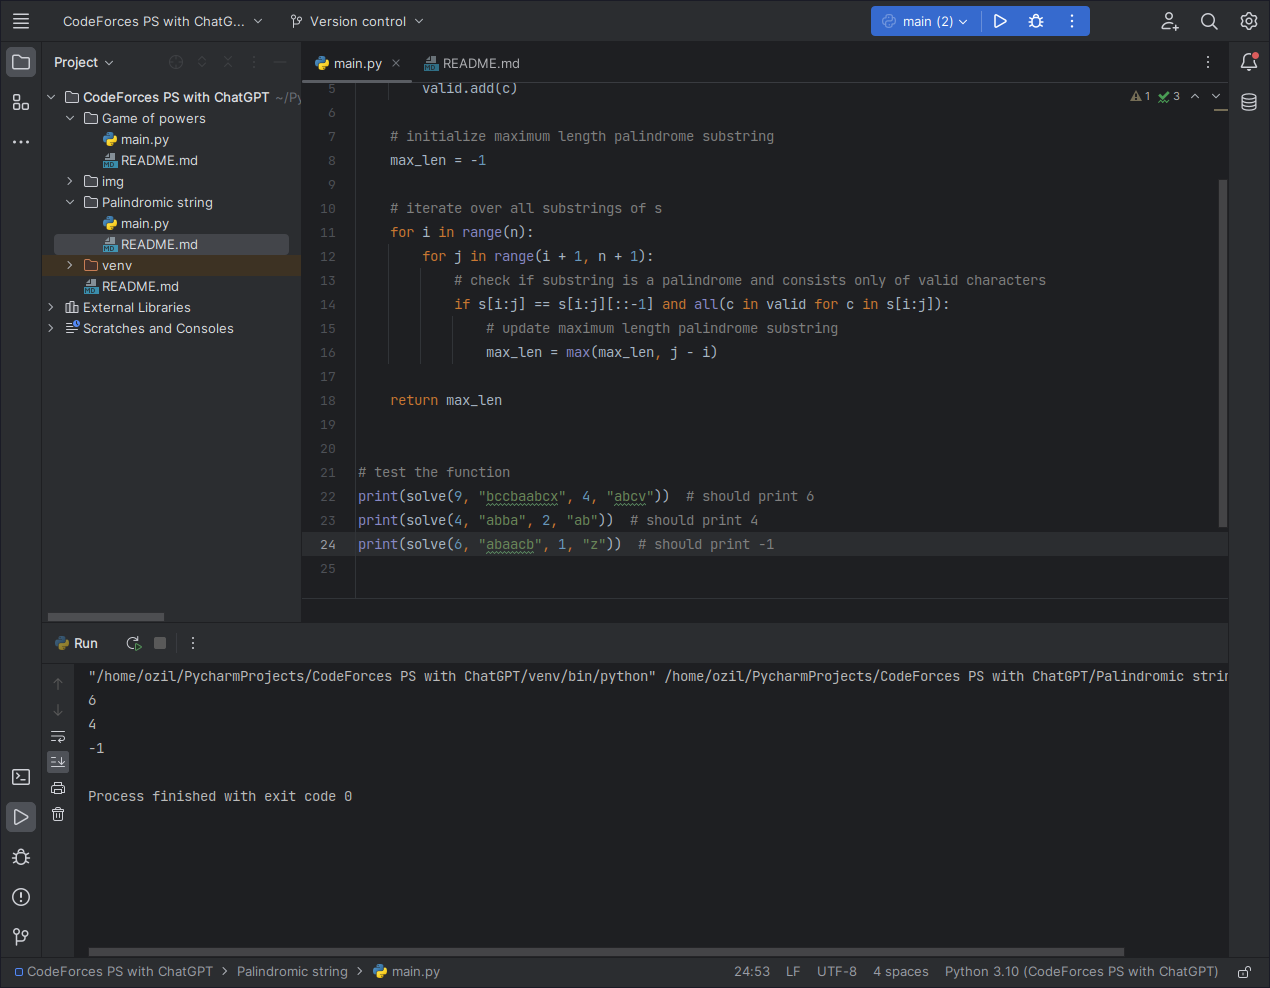 CodeForces PS with ChatG...
Version control
main (2)
Project
main.py
README.md
CodeForces PS with ChatGPT ~/Py
Game of powers
main.py
README.md
img
Palindromic string
main.py
README.md
venv
README.md
External Libraries
Scratches and Consoles
1 3
5 valid.add(c)
6
7 # initialize maximum length palindrome substring
8 max_len = -1
9
10 # iterate over all substrings of s
11 for i in range(n):
12 for j in range(i + 1, n + 1):
13 # check if substring is a palindrome and consists only of valid characters
14 if s[i:j] == s[i:j][::-1] and all(c in valid for c in s[i:j]):
15 # update maximum length palindrome substring
16 max_len = max(max_len, j - i)
17
18 return max_len
19
20
21 # test the function
22 print(solve(9, "bccbaabcx", 4, "abcv")) # should print 6
23 print(solve(4, "abba", 2, "ab")) # should print 4
24 print(solve(6, "abaacb", 1, "z")) # should print -1
25
Run
"/home/ozil/PycharmProjects/CodeForces PS with ChatGPT/venv/bin/python" /home/ozil/PycharmProjects/CodeForces PS with ChatGPT/Palindromic strin
6
4
-1
Process finished with exit code 0
CodeForces PS with ChatGPT > Palindromic string > main.py
24:53 LF UTF-8 4 spaces Python 3.10 (CodeForces PS with ChatGPT)